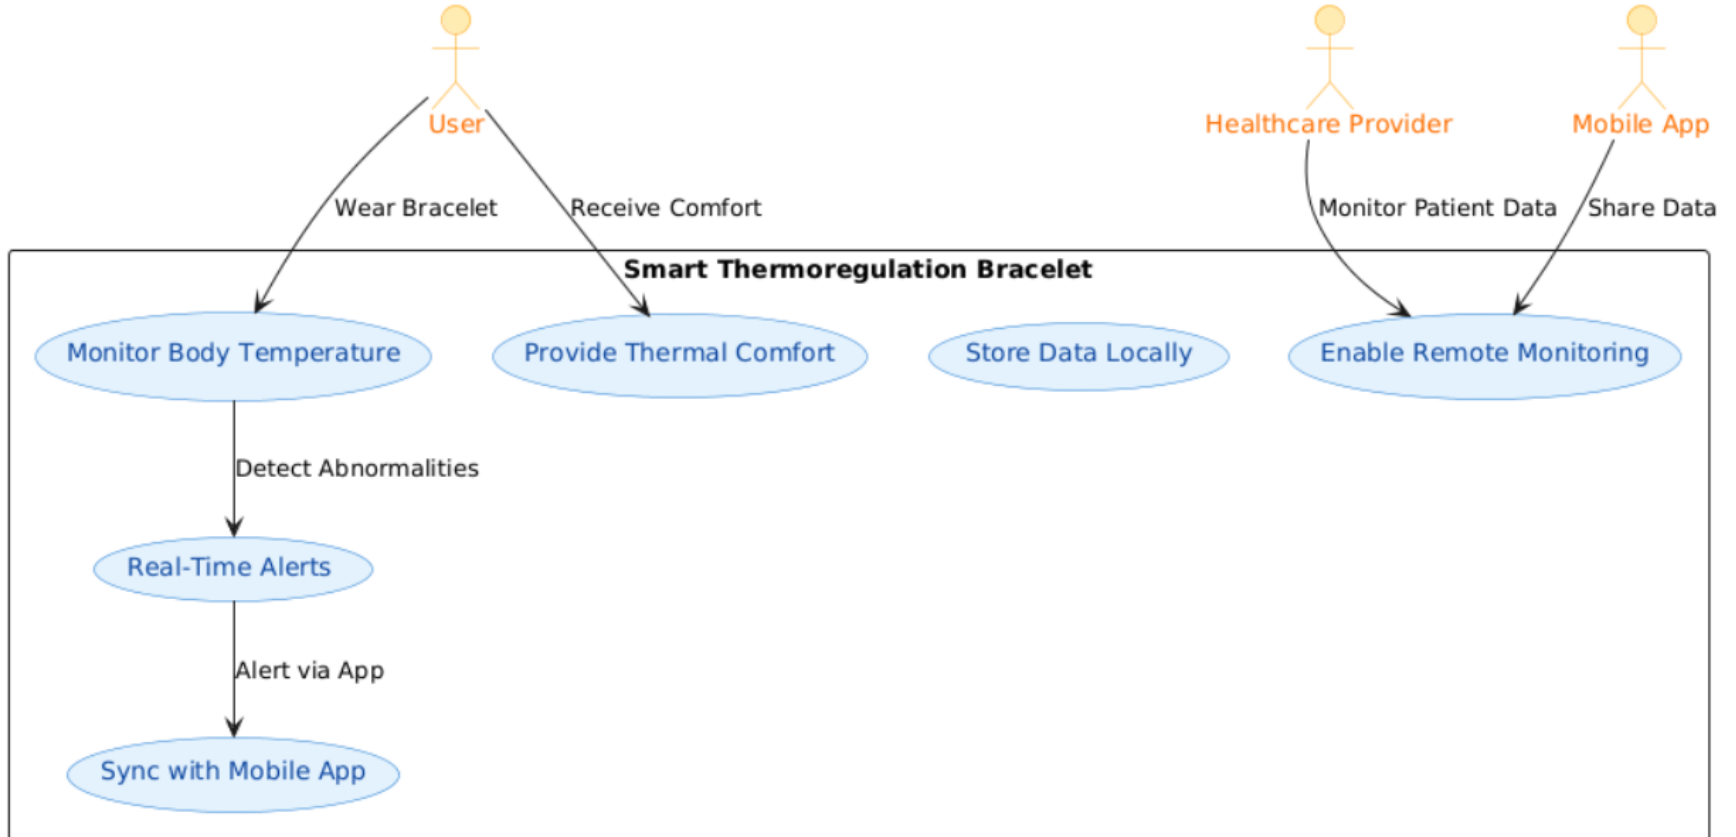 User
Healthcare Provider
Mobile App
Wear Bracelet
Receive Comfort
Monitor Patient Data
Share Data
Smart Thermoregulation Bracelet
Monitor Body Temperature
Provide Thermal Comfort
Store Data Locally
Enable Remote Monitoring
Detect Abnormalities
Real-Time Alerts
Alert via App
Sync with Mobile App